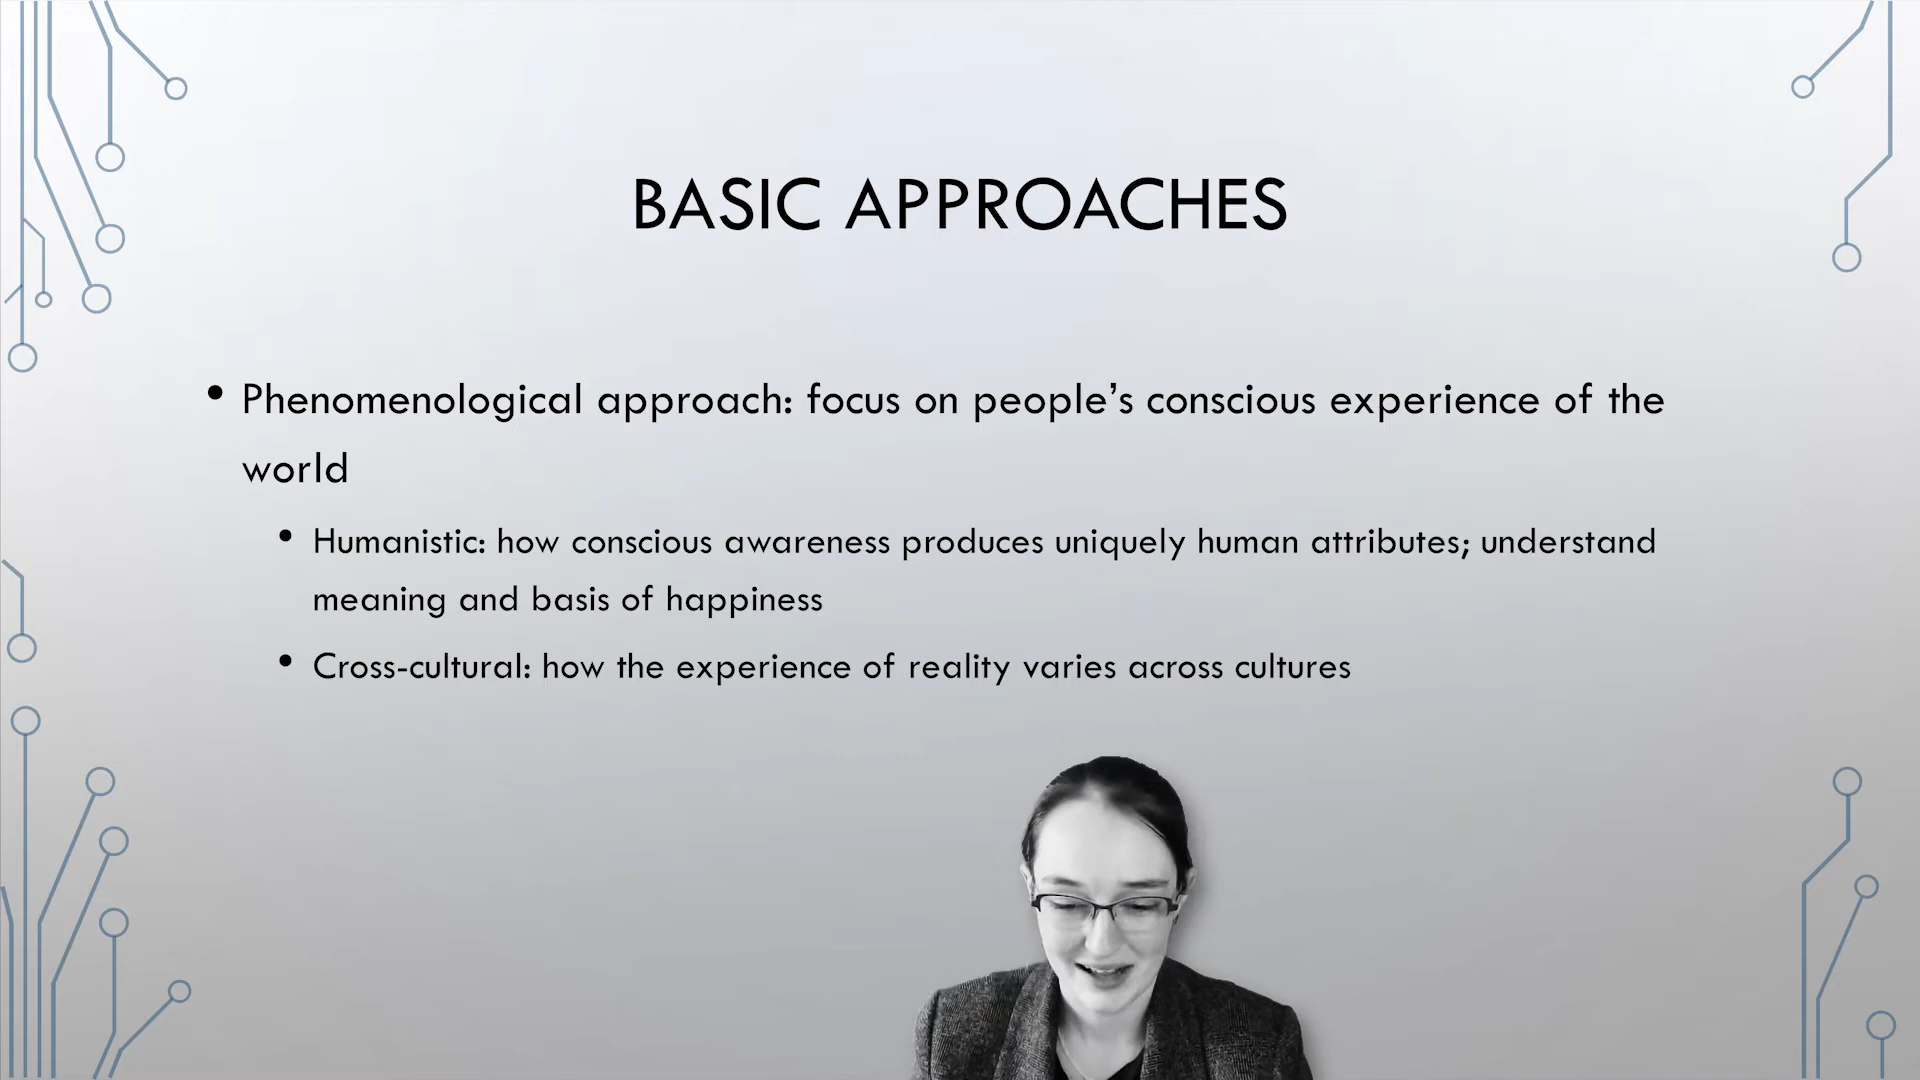 BASIC APPROACHES
• Phenomenological approach: focus on people’s conscious experience of the
world
• Humanistic: how conscious awareness produces uniquely human attributes; understand
meaning and basis of happiness
• Cross-cultural: how the experience of reality varies across cultures